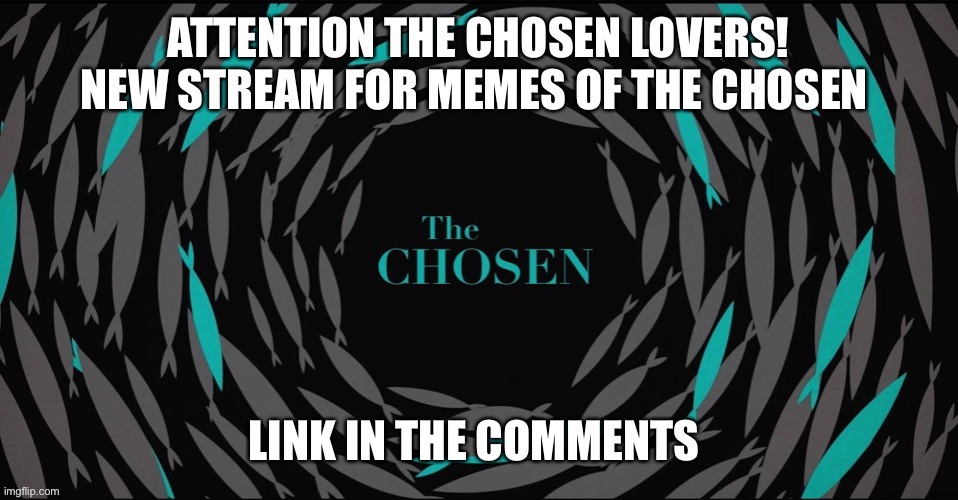 ATTENTION THE CHOSEN LOVERS!
NEW STREAM FOR MEMES OF THE CHOSEN
The
CHOSEN
LINK IN THE COMMENTS
imgflip.com